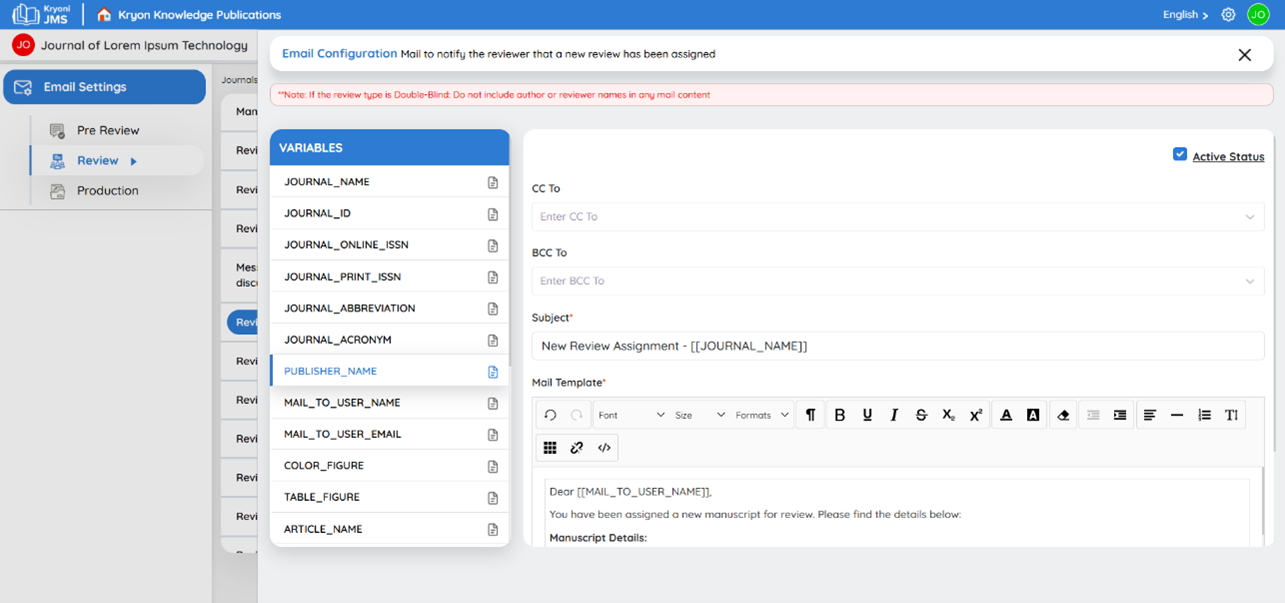 Kryoni JMS
Kryon Knowledge Publications
English
JO
JO Journal of Lorem Ipsum Technology
Email Settings
Pre Review
Review
Production
Journals
Man
Revi
Revi
Revi
Mess
discu
Revi
Revi
Revi
Revi
Revi
Revi
Email Configuration Mail to notify the reviewer that a new review has been assigned
**Note: If the review type is Double-Blind: Do not include author or reviewer names in any mail content
VARIABLES
JOURNAL_NAME
JOURNAL_ID
JOURNAL_ONLINE_ISSN
JOURNAL_PRINT_ISSN
JOURNAL_ABBREVIATION
JOURNAL_ACRONYM
PUBLISHER_NAME
MAIL_TO_USER_NAME
MAIL_TO_USER_EMAIL
COLOR_FIGURE
TABLE_FIGURE
ARTICLE_NAME
Active Status
CC To
Enter CC To
BCC To
Enter BCC To
Subject*
New Review Assignment - [[JOURNAL_NAME]]
Mail Template*
Font Size Formats
Dear [[MAIL_TO_USER_NAME]],
You have been assigned a new manuscript for review. Please find the details below:
Manuscript Details: